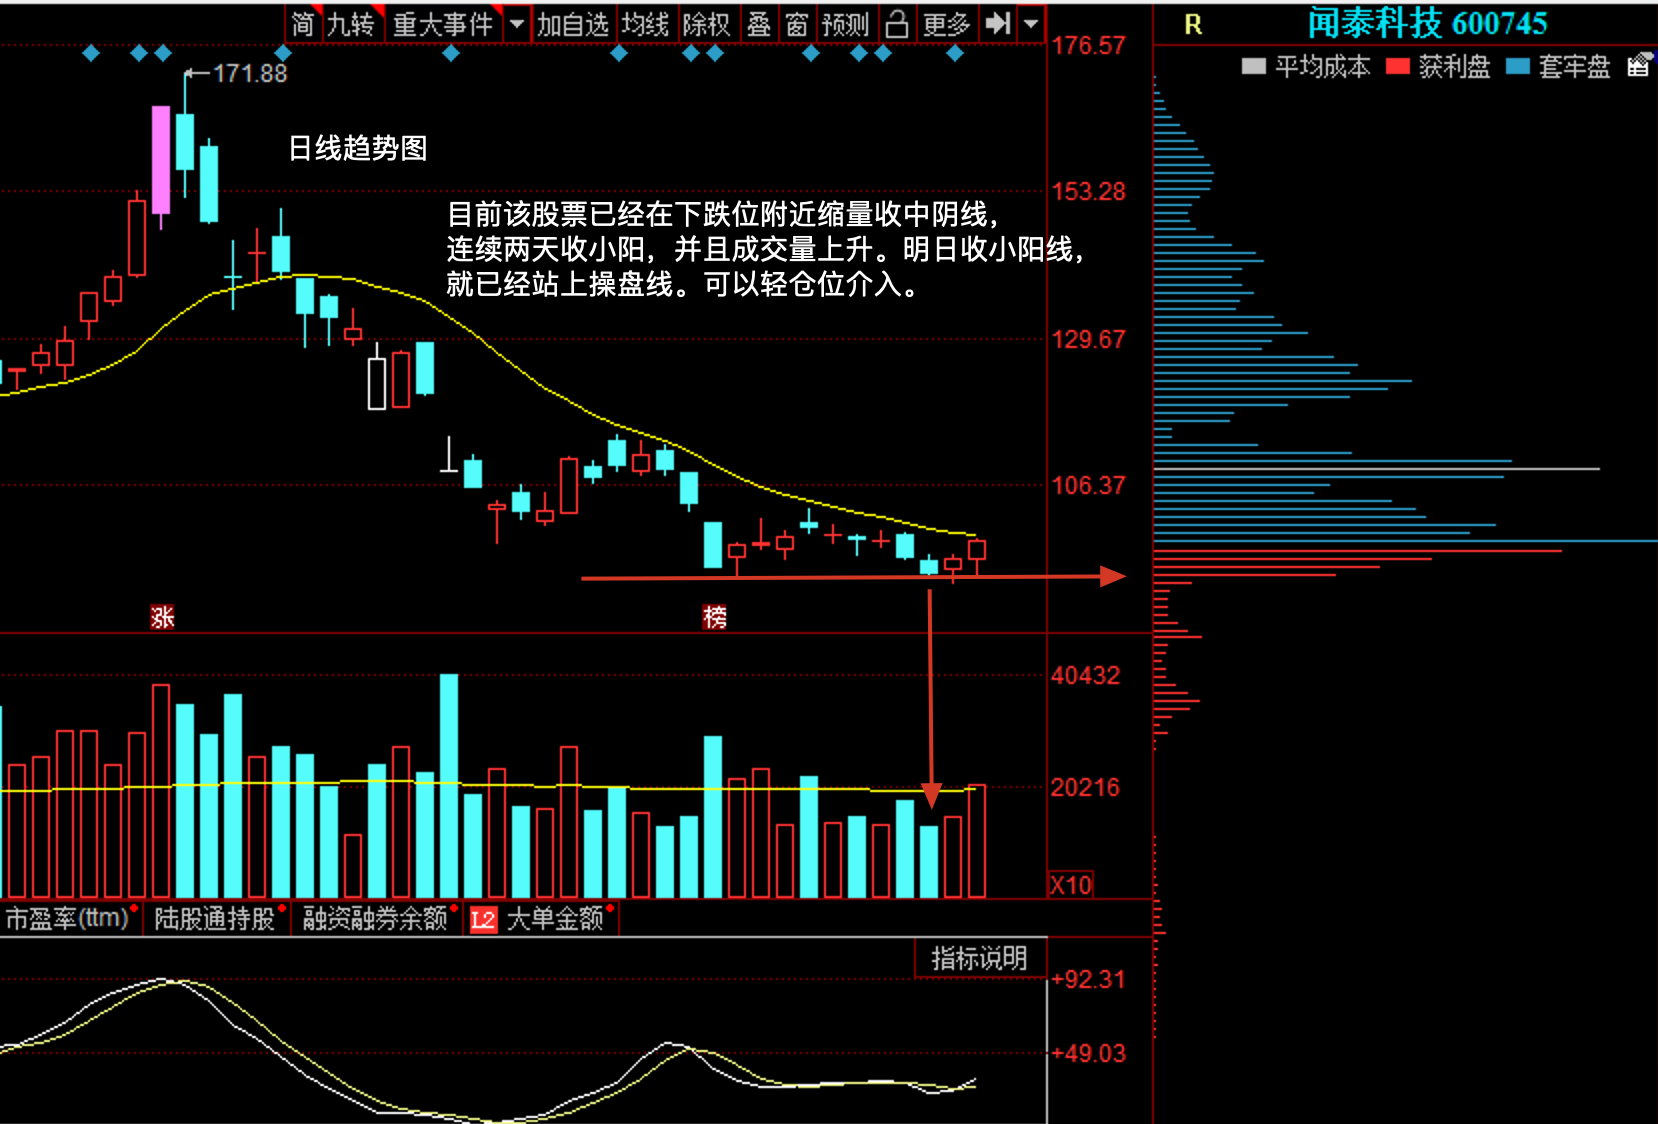 简 九转 重大事件 加自选 均线 除权 叠 窗 预测 更多
R 闻泰科技 600745
平均成本 获利盘 套牢盘
176.57
171.88
日线趋势图
153.28
目前该股票已经在下跌位附近缩量收中阴线，
连续两天收小阳，并且成交量上升。明日收小阳线，
就已经站上操盘线。可以轻仓位介入。
129.67
106.37
涨 榜
40432
20216
X10
市盈率(ttm) 陆股通持股 融资融券余额 L2 大单金额
指标说明
+92.31
+49.03